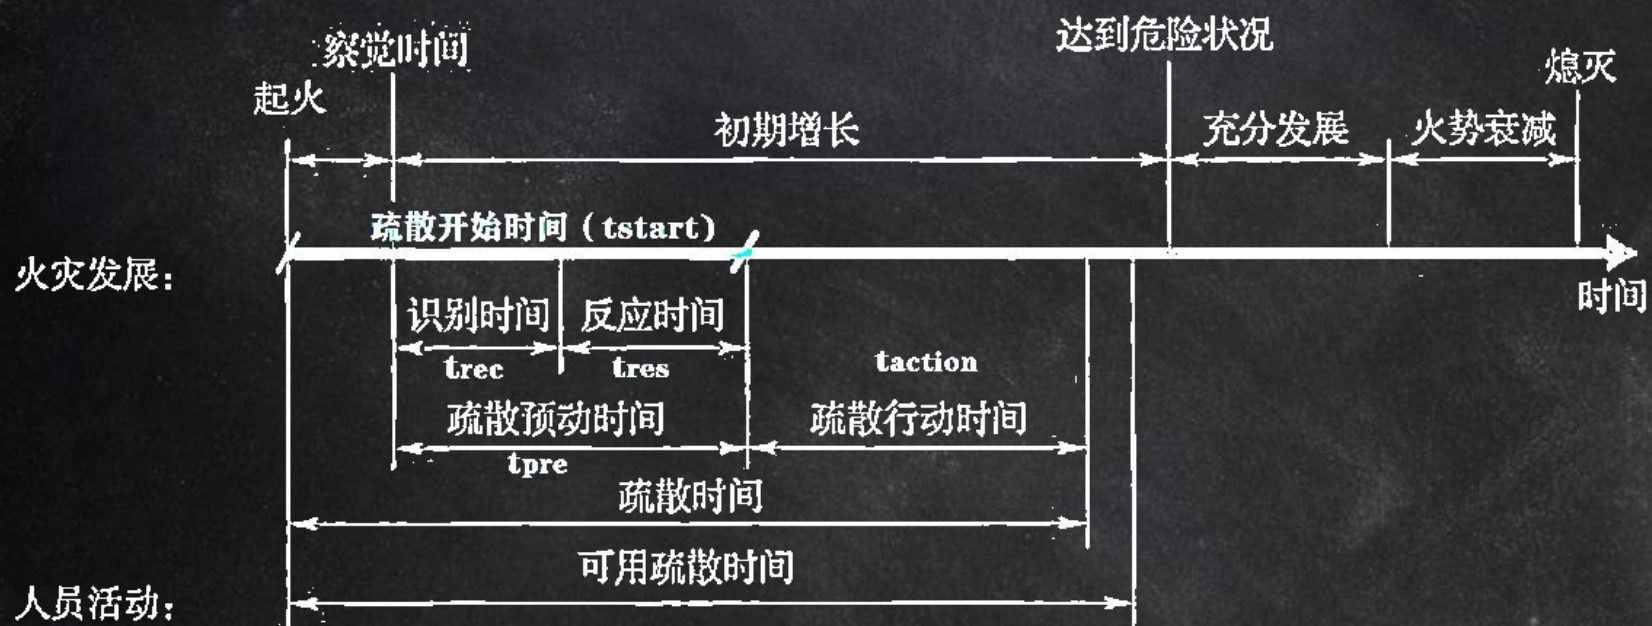 察觉时间
达到危险状况
熄灭
起火
初期增长
充分发展
火势衰减
疏散开始时间（tstart）
火灾发展：
时间
识别时间
反应时间
trec
tres
taction
疏散预动时间
疏散行动时间
tpre
疏散时间
可用疏散时间
人员活动：